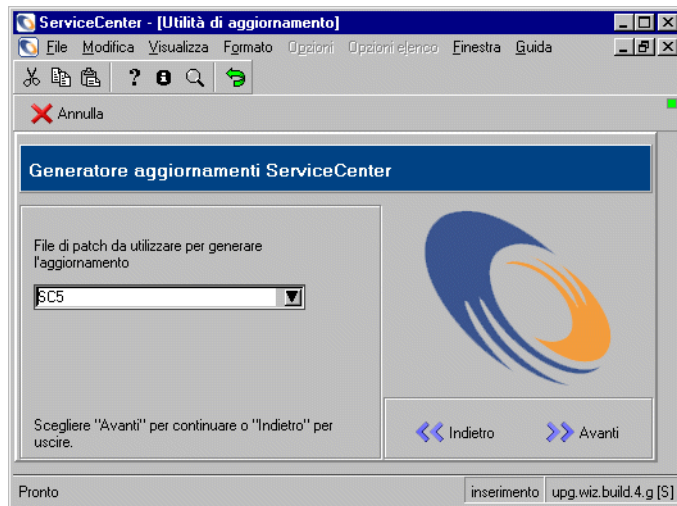 ServiceCenter - [Utilità di aggiornamento]
File Modifica Visualizza Formato Opzioni Opzioni elenco Finestra Guida
Annulla
Generatore aggiornamenti ServiceCenter
File di patch da utilizzare per generare
l'aggiornamento
SC5
Scegliere "Avanti" per continuare o "Indietro" per
uscire.
Indietro
Avanti
Pronto
inserimento
upg.wiz.build.4.g [S]